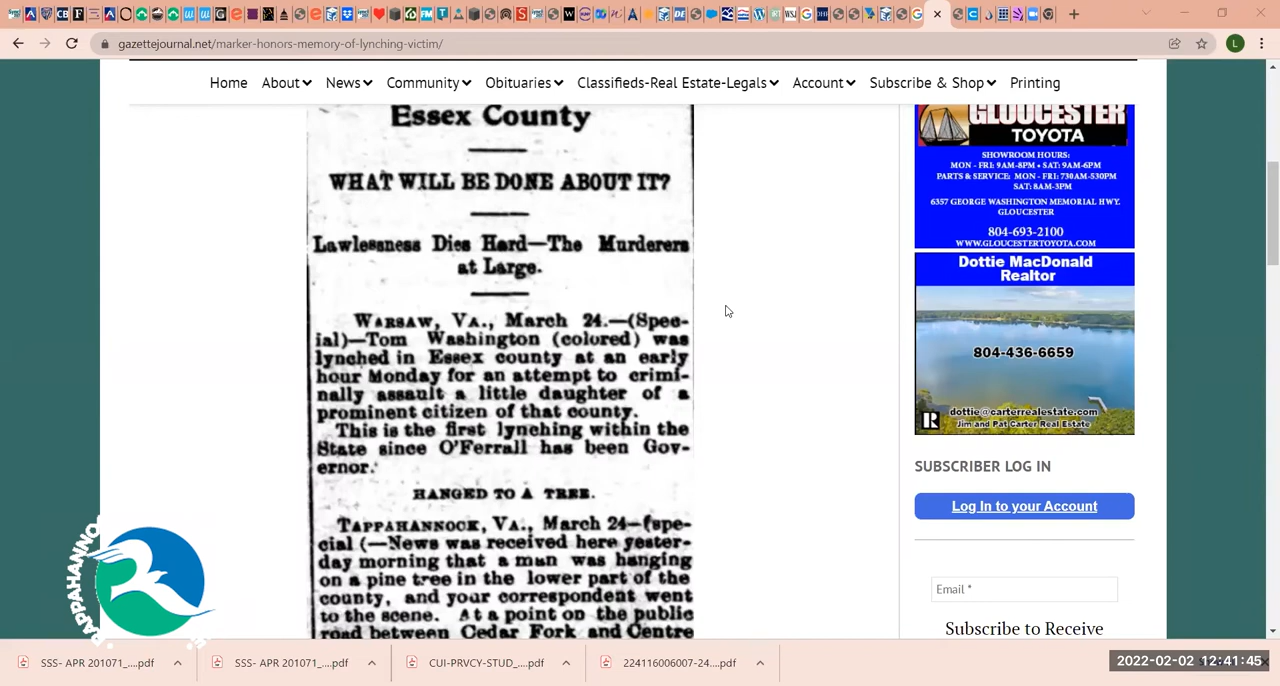 gazettejournal.net/marker-honors-memory-of-lynching-victim/
Home About News Community Obituaries Classifieds-Real Estate-Legals Account Subscribe & Shop Printing
Essex County
WHAT WILL BE DONE ABOUT IT?
Lawlessness Dies Hard—The Murderers
at Large.
WARSAW, VA., March 24.—(Spec-
ial)—Tom Washington (colored) was
lynched in Essex county at an early
hour Monday for an attempt to crimi-
nally assault a little daughter of a
prominent citizen of that county.
This is the first lynching within the
State since O'Ferrall has been Gov-
ernor.
HANGED TO A TREE.
TAPPAHANNOCK, VA., March 24—(spe-
cial (—News was received here yester-
day morning that a man was hanging
on a pine tree in the lower part of the
county, and your correspondent went
to the scene. At a point on the public
road between Cedar Fork and Centre
GLOUCESTER
TOYOTA
SHOWROOM HOURS:
MON - FRI: 9AM-8PM • SAT: 9AM-6PM
PARTS & SERVICE: MON - FRI: 730AM-530PM
SAT: 8AM-3PM
6357 GEORGE WASHINGTON MEMORIAL HWY.
GLOUCESTER
804-693-2100
WWW.GLOUCESTERTOYOTA.COM
Dottie MacDonald
Realtor
804-436-6659
dottie@carterrealestate.com
Jim and Pat Carter Real Estate
SUBSCRIBER LOG IN
Log In to your Account
Email *
Subscribe to Receive
RAPPAHANNO
SSS- APR 201071_....pdf
SSS- APR 201071_....pdf
CUI-PRVCY-STUD_....pdf
224116006007-24....pdf
2022-02-02 12:41:45